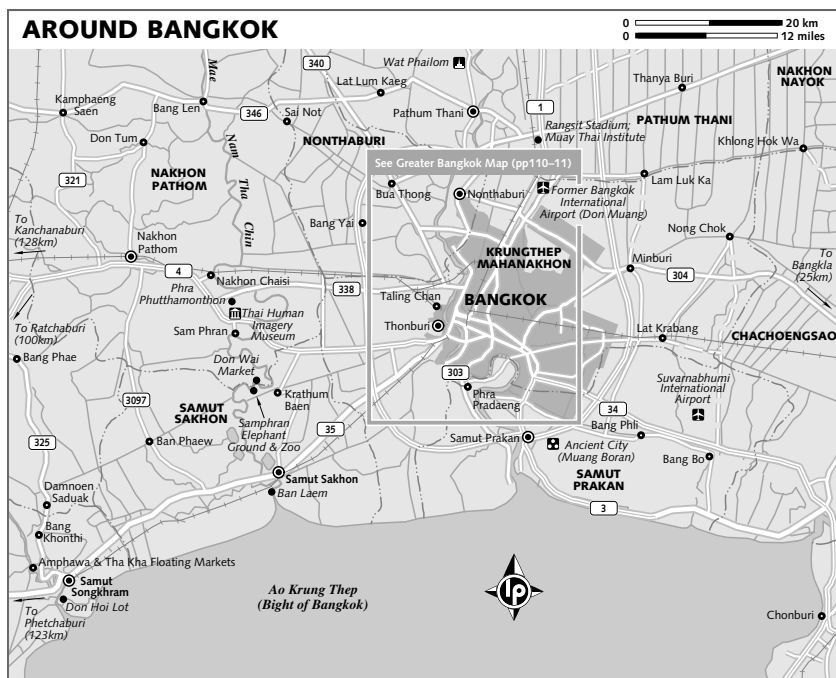 AROUND BANGKOK
0 20 km
0 12 miles
Wat Phailom
340
Lat Lum Kaeg
Mae
Thanya Buri
NAKHON
NAYOK
Kamphaeng
Saen
Bang Len
346
Sai Not
Pathum Thani
1
Rangsit Stadium;
Muay Thai Institute
PATHUM THANI
Don Tum
Nam
NONTHABURI
Khlong Hok Wa
See Greater Bangkok Map (pp110–11)
NAKHON
PATHOM
321
Tha
Bua Thong
Nonthaburi
Former Bangkok
International
Airport (Don Muang)
Lam Luk Ka
To
Kanchanaburi
(128km)
Chin
Bang Yai
Nong Chok
Nakhon
Pathom
KRUNGTHEP
MAHANAKHON
Minburi
304
To
Bangkla
(25km)
4
Nakhon Chaisi
338
Phra
Phutthamonthon
Taling Chan
BANGKOK
Thai Human
Imagery
Museum
Thonburi
To Ratchaburi
(100km)
Sam Phran
Lat Krabang
CHACHOENGSAO
Bang Phae
Don Wai
Market
303
Suvarnabhumi
International
Airport
3097
Krathum
Baen
Phra
Pradaeng
SAMUT
SAKHON
Samphran
Elephant
Ground & Zoo
35
34
Bang Phli
325
Ban Phaew
Samut Prakan
Ancient City
(Muang Boran)
Bang Bo
Samut Sakhon
SAMUT
PRAKAN
Damnoen
Saduak
Ban Laem
3
Bang
Khonthi
Amphawa & Tha Kha Floating Markets
Samut
Songkhram
Ao Krung Thep
(Bight of Bangkok)
lp
Don Hoi Lot
To
Phetchaburi
(123km)
Chonburi